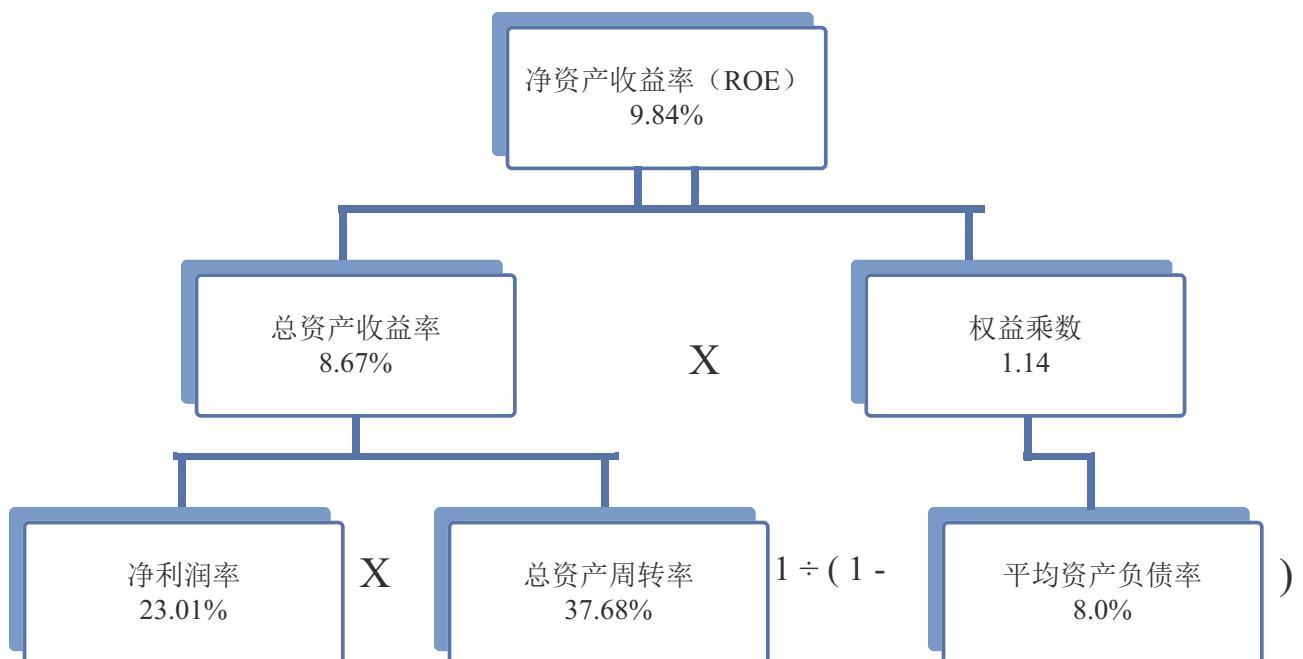 净资产收益率（ROE）
9.84%
总资产收益率
8.67%
X
权益乘数
1.14
净利润率
23.01%
X
总资产周转率
37.68%
1 ÷ ( 1 -
平均资产负债率
8.0%
)